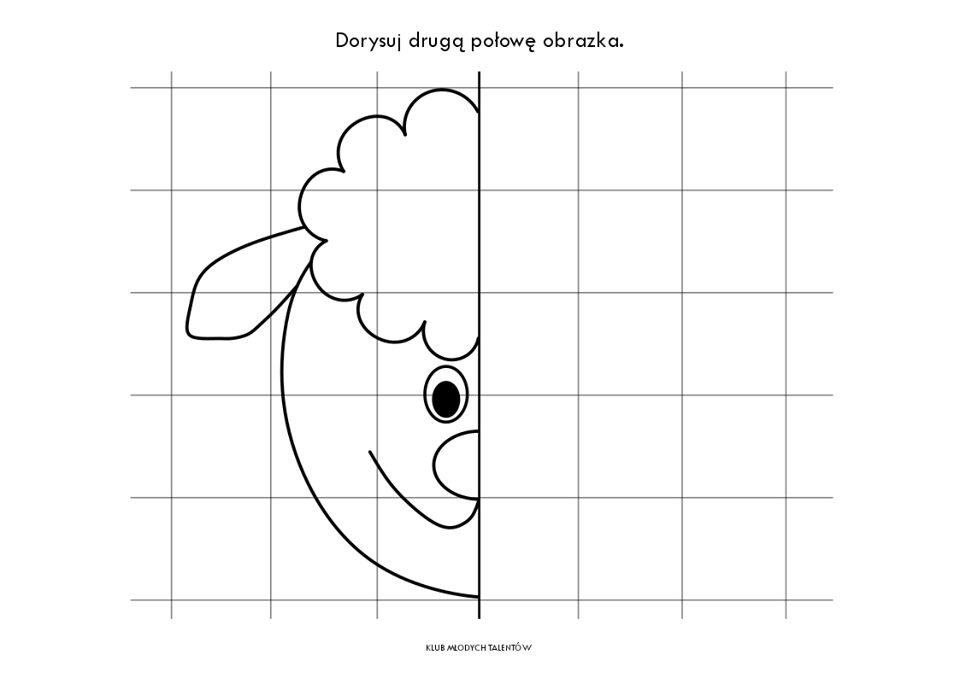 Dorysuj drugą połowę obrazka.
KLUB MŁODYCH TALENTÓW